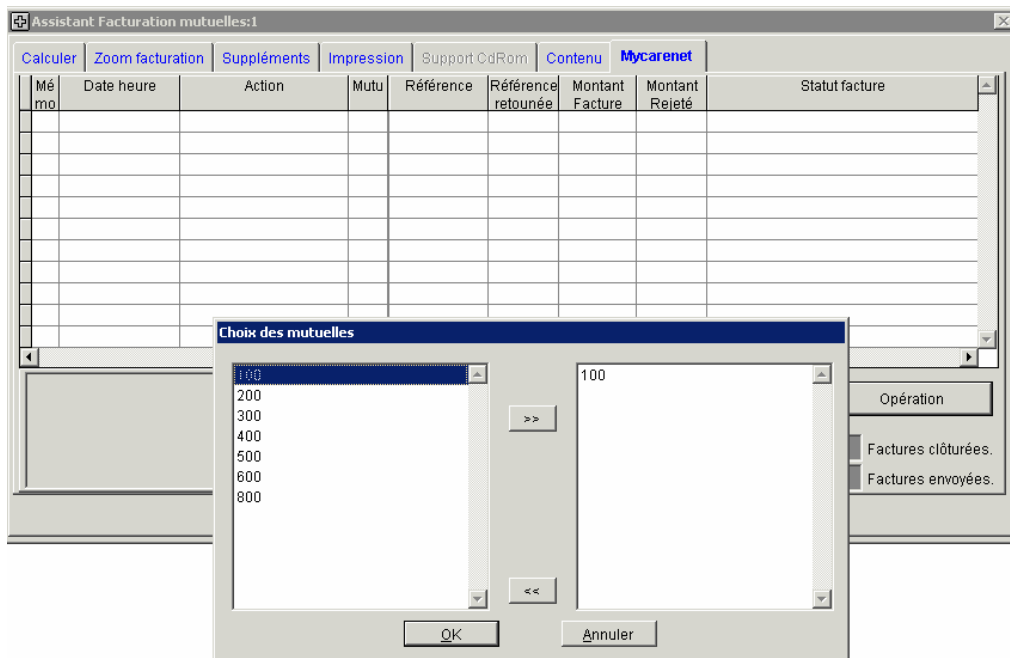 Assistant Facturation mutuelles:1
Calculer Zoom facturation Suppléments Impression Support CdRom Contenu Mycarenet
Mé Date heure Action Mutu Référence Référence Montant Montant Statut facture
mo retounée Facture Rejeté
Choix des mutuelles
100 100
200
300
400
500
600
800
>>
<<
OK Annuler
Opération
Factures clôturées.
Factures envoyées.